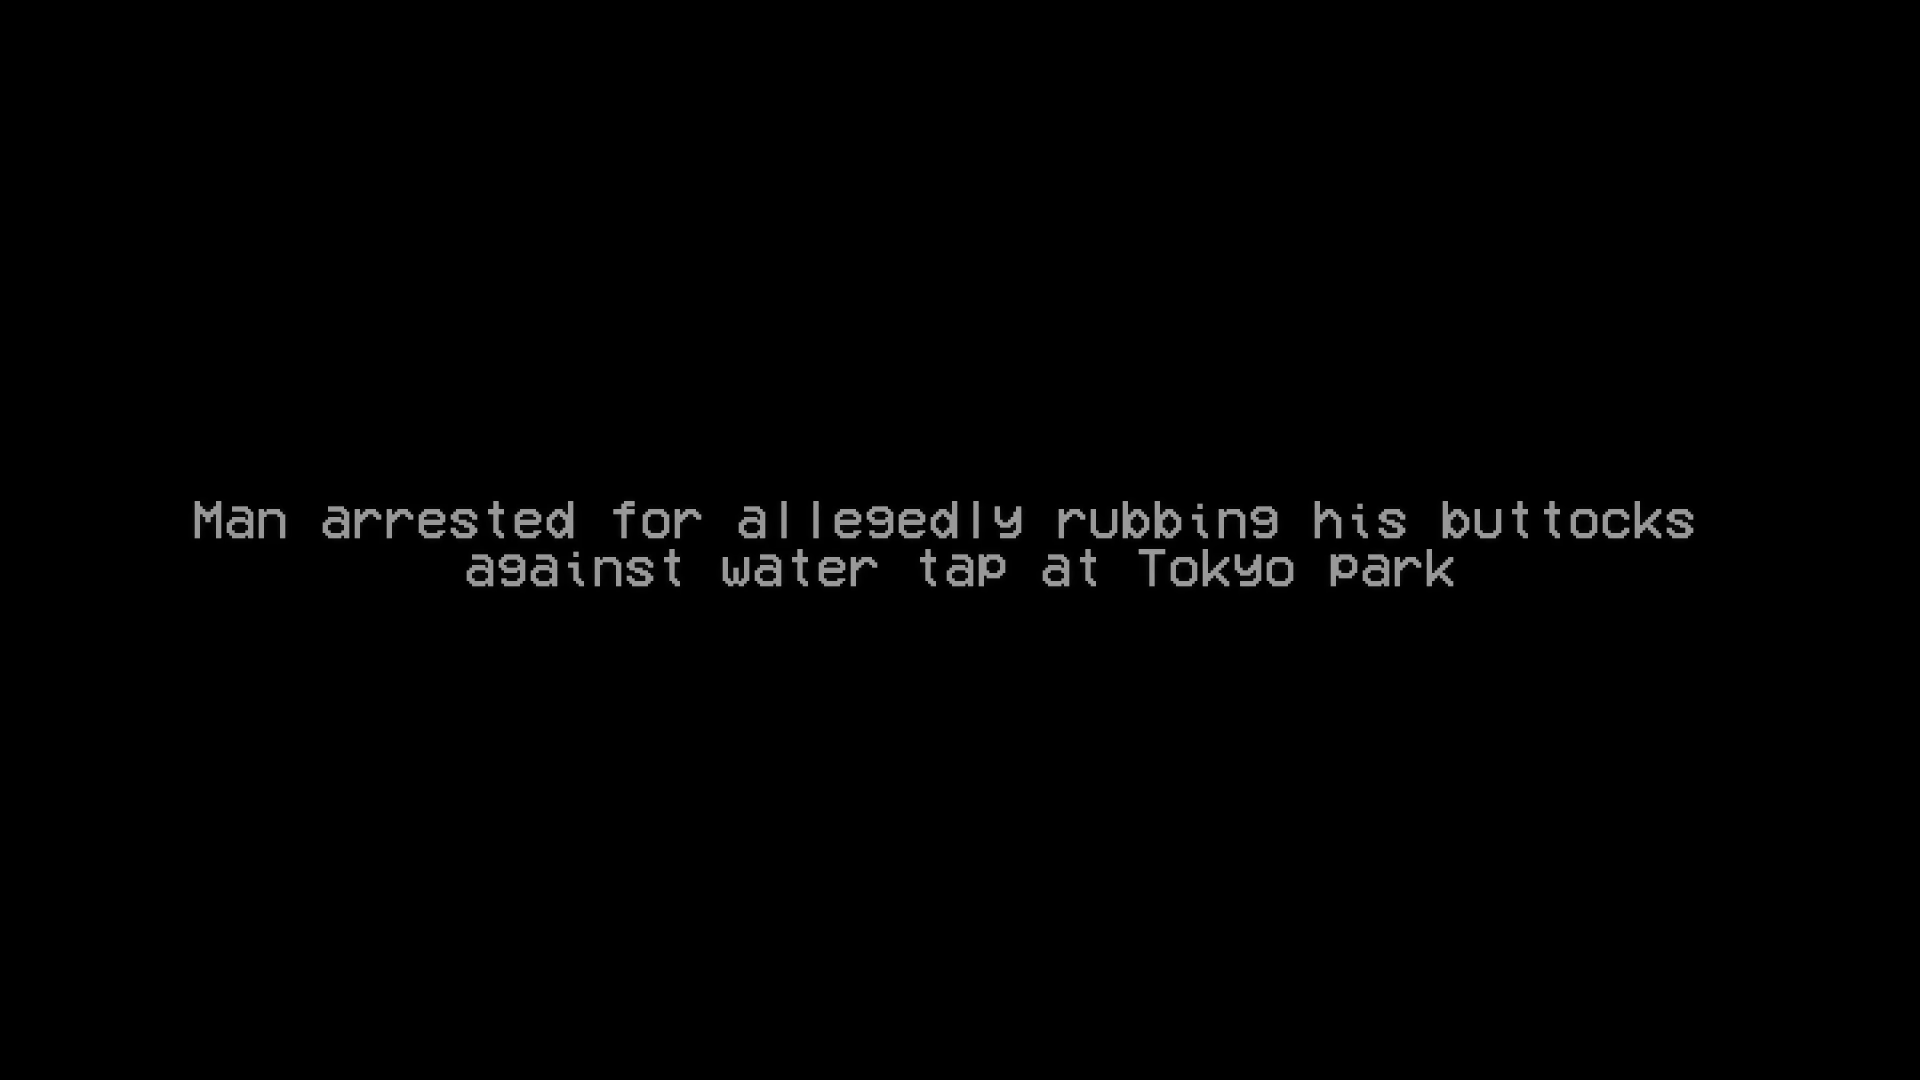 Man arrested for allegedly rubbing his buttocks
against water tap at Tokyo park